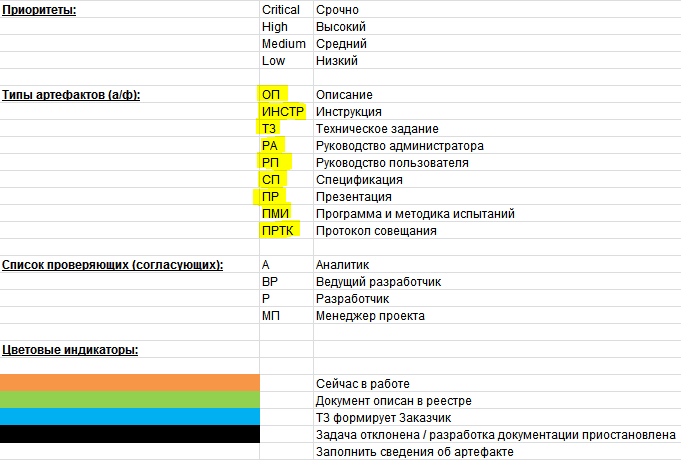 Приоритеты: Critical Срочно
High Высокий
Medium Средний
Low Низкий
Типы артефактов (а/ф): ОП Описание
ИНСТР Инструкция
ТЗ Техническое задание
РА Руководство администратора
РП Руководство пользователя
СП Спецификация
ПР Презентация
ПМИ Программа и методика испытаний
ПРТК Протокол совещания
Список проверяющих (согласующих): А Аналитик
ВР Ведущий разработчик
Р Разработчик
МП Менеджер проекта
Цветовые индикаторы:
Сейчас в работе
Документ описан в реестре
ТЗ формирует Заказчик
Задача отклонена / разработка документации приостановлена
Заполнить сведения об артефакте